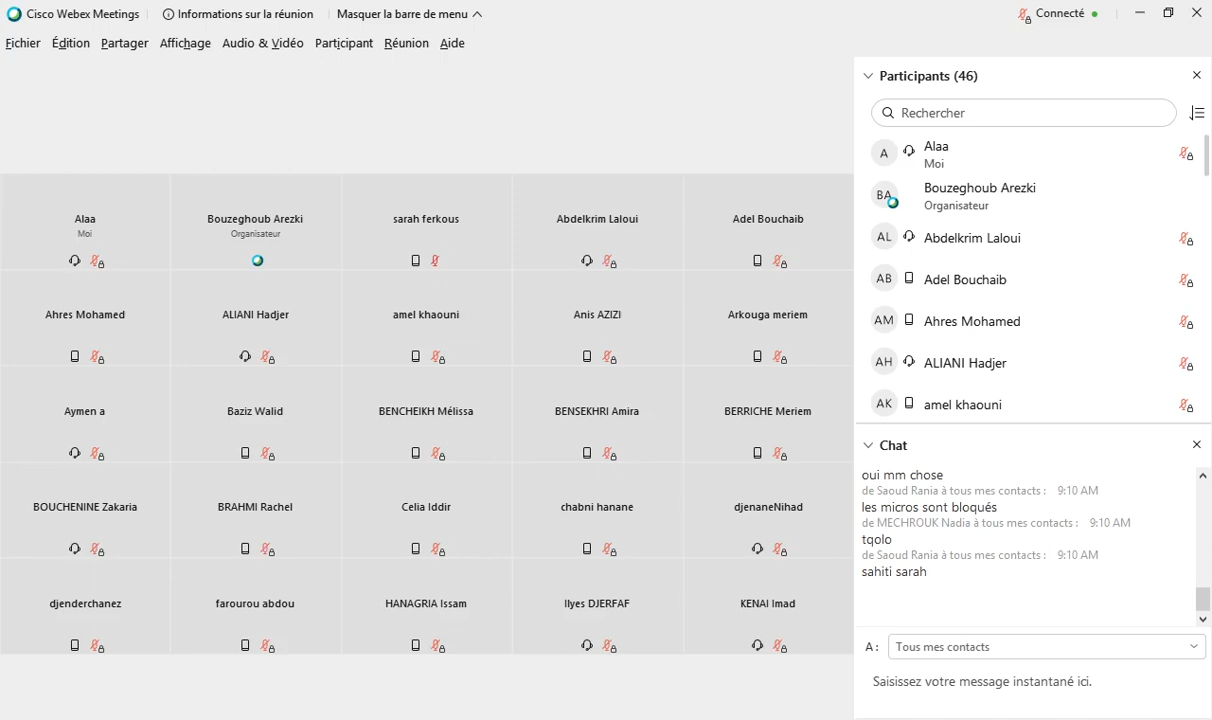 Cisco Webex Meetings
Informations sur la réunion
Masquer la barre de menu
Connecté
Fichier Édition Partager Affichage Audio & Vidéo Participant Réunion Aide
Alaa
Moi
Bouzeghoub Arezki
Organisateur
sarah ferkous
Abdelkrim Laloui
Adel Bouchaib
Ahres Mohamed
ALIANI Hadjer
amel khaouni
Anis AZIZI
Arkouga meriem
Aymen a
Baziz Walid
BENCHEIKH Mélissa
BENSEKHRI Amira
BERRICHE Meriem
BOUCHENINE Zakaria
BRAHMI Rachel
Celia Iddir
chabni hanane
djenaneNihad
djenderchanez
farourou abdou
HANAGRIA Issam
Ilyes DJERFAF
KENAI Imad
Participants (46)
Rechercher
A
Alaa
Moi
BA
Bouzeghoub Arezki
Organisateur
AL
Abdelkrim Laloui
AB
Adel Bouchaib
AM
Ahres Mohamed
AH
ALIANI Hadjer
AK
amel khaouni
Chat
oui mm chose
de Saoud Rania à tous mes contacts : 9:10 AM
les micros sont bloqués
de MECHROUK Nadia à tous mes contacts : 9:10 AM
tqolo
de Saoud Rania à tous mes contacts : 9:10 AM
sahiti sarah
A : Tous mes contacts
Saisissez votre message instantané ici.